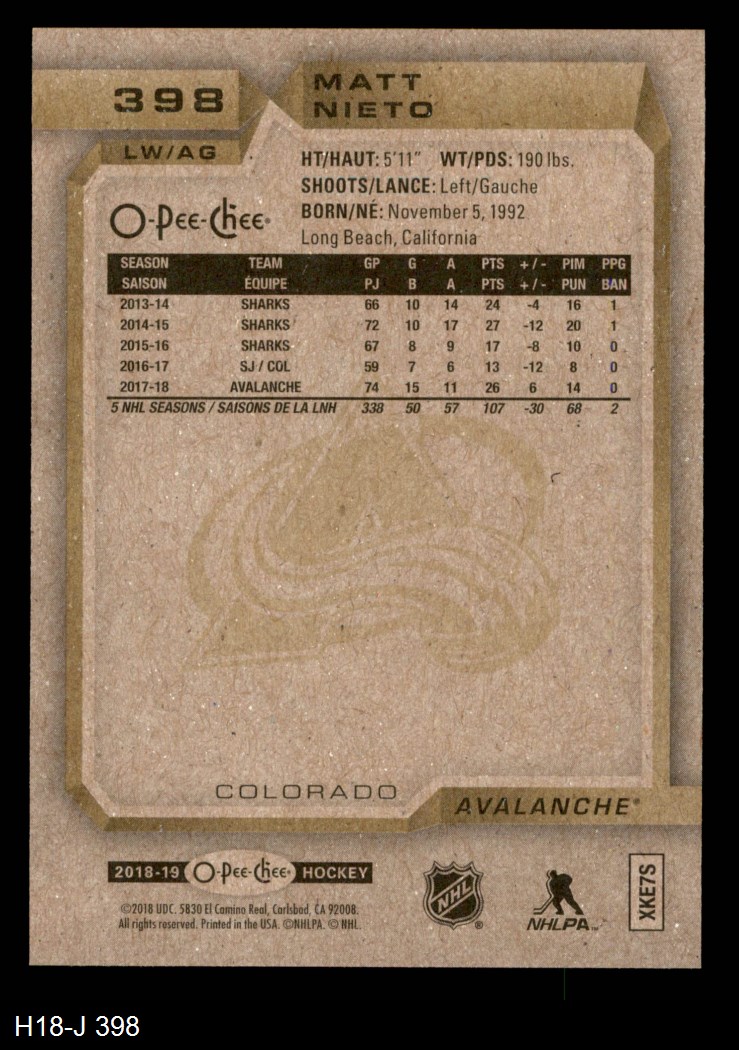 398
MATT
NIETO
LW/AG
HT/HAUT: 5'11" WT/PDS: 190 lbs.
SHOOTS/LANCE: Left/Gauche
BORN/NÉ: November 5, 1992
Long Beach, California
O-Pee-Chee
SEASON TEAM GP G A PTS +/- PIM PPG
SAISON ÉQUIPE PJ B A PTS +/- PUN BAN
2013-14 SHARKS 66 10 14 24 -4 16 1
2014-15 SHARKS 72 10 17 27 -12 20 1
2015-16 SHARKS 67 8 9 17 -8 10 0
2016-17 SJ / COL 59 7 6 13 -12 8 0
2017-18 AVALANCHE 74 15 11 26 6 14 0
5 NHL SEASONS / SAISONS DE LA LNH 338 50 57 107 -30 68 2
COLORADO
AVALANCHE
2018-19 O-Pee-Chee HOCKEY
©2018 UDC. 5830 El Camino Real, Carlsbad, CA 92008.
All rights reserved. Printed in the USA. ©NHLPA. © NHL.
NHL
NHLPA
XKE7S
H18-J 398